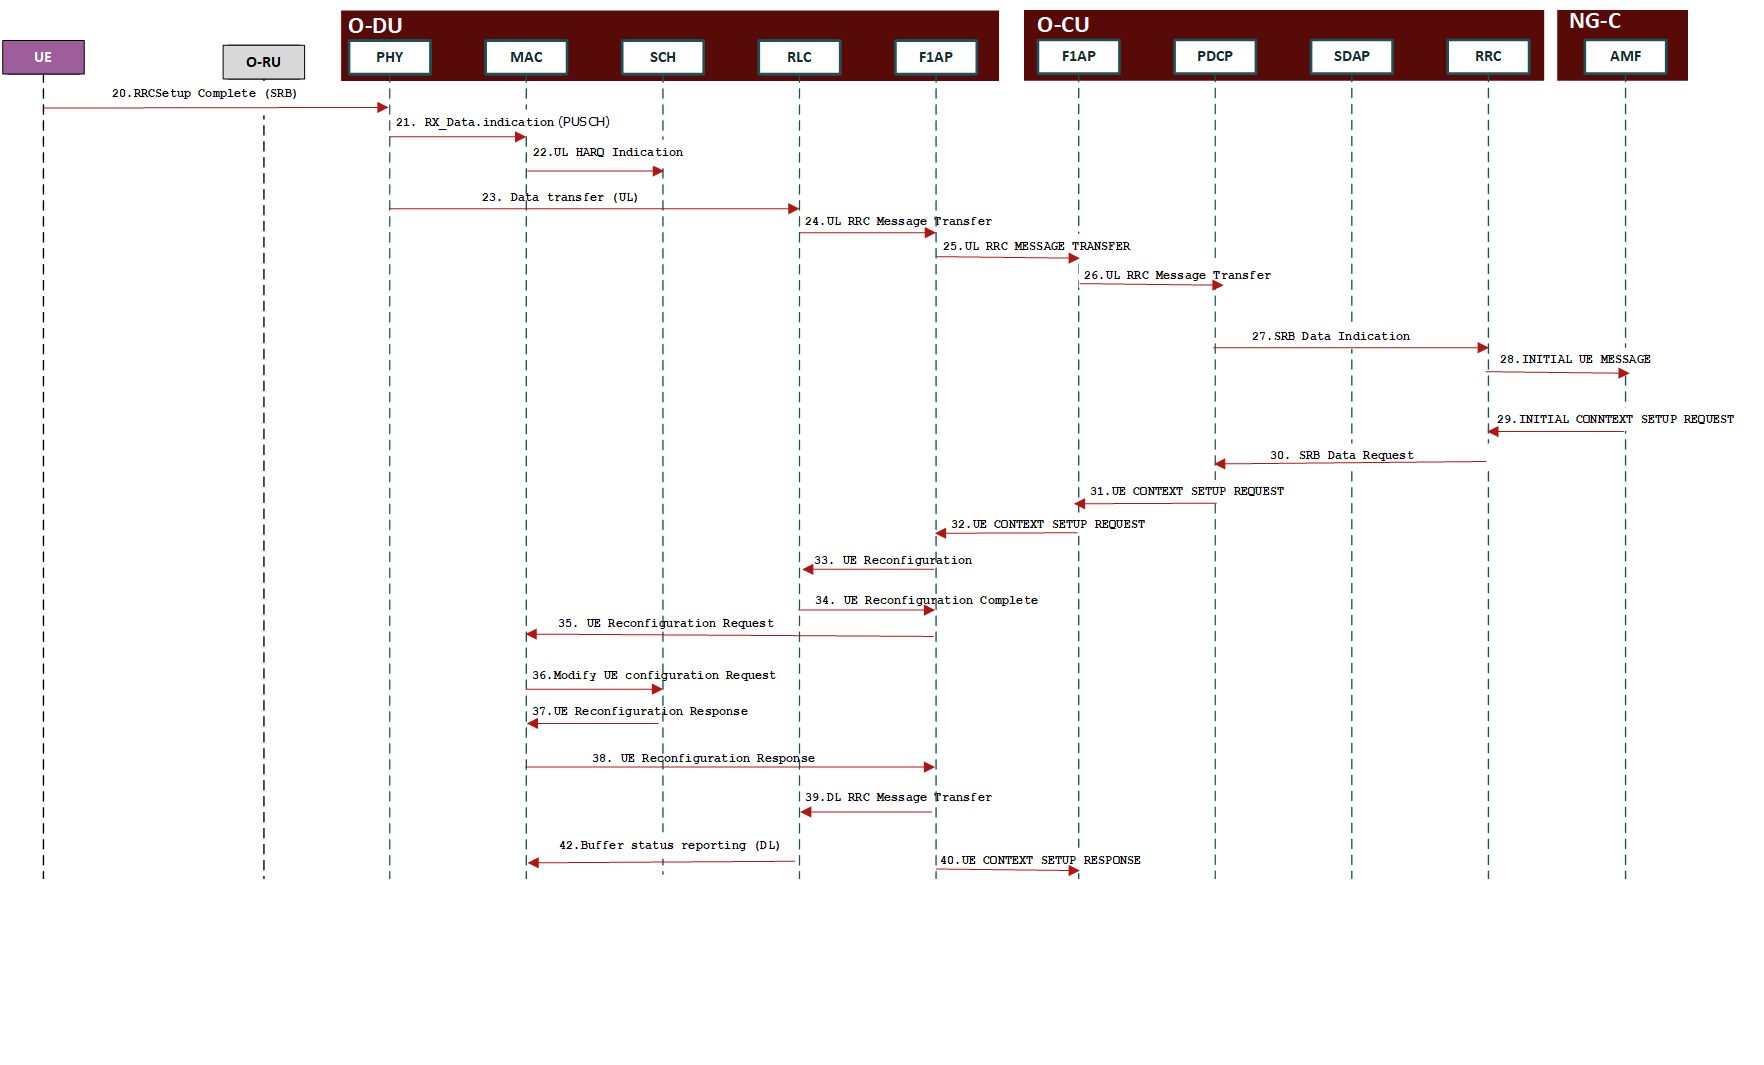 O-DU
O-CU
NG-C
UE
O-RU
PHY
MAC
SCH
RLC
F1AP
F1AP
PDCP
SDAP
RRC
AMF
20.RRCSetup Complete (SRB)
21. RX_Data.indication (PUSCH)
22.UL HARQ Indication
23. Data transfer (UL)
24.UL RRC Message Transfer
25.UL RRC MESSAGE TRANSFER
26.UL RRC Message Transfer
27.SRB Data Indication
28.INITIAL UE MESSAGE
29.INITIAL CONNTEXT SETUP REQUEST
30. SRB Data Request
31.UE CONTEXT SETUP REQUEST
32.UE CONTEXT SETUP REQUEST
33. UE Reconfiguration
34. UE Reconfiguration Complete
35. UE Reconfiguration Request
36.Modify UE configuration Request
37.UE Reconfiguration Response
38. UE Reconfiguration Response
39.DL RRC Message Transfer
42.Buffer status reporting (DL)
40.UE CONTEXT SETUP RESPONSE